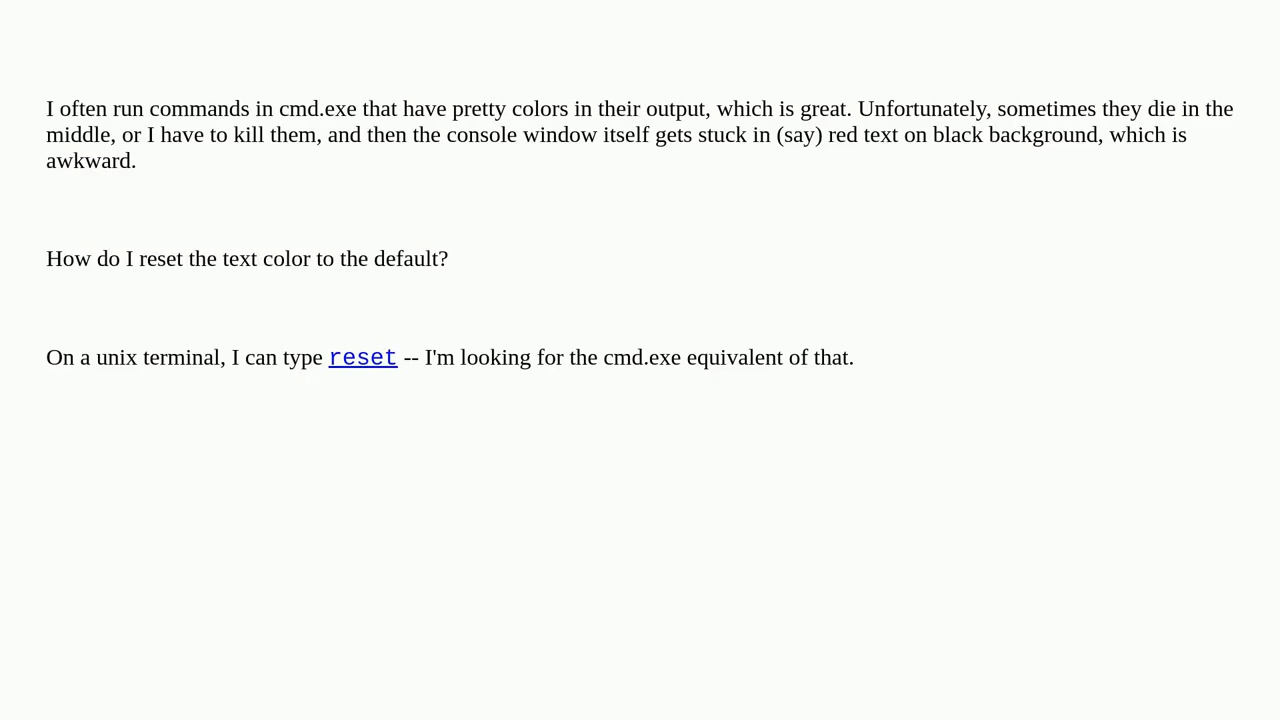 I often run commands in cmd.exe that have pretty colors in their output, which is great. Unfortunately, sometimes they die in the
middle, or I have to kill them, and then the console window itself gets stuck in (say) red text on black background, which is
awkward.
How do I reset the text color to the default?
On a unix terminal, I can type reset -- I'm looking for the cmd.exe equivalent of that.